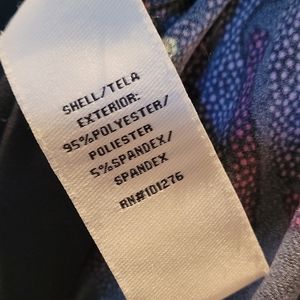 SHELL/TELA
EXTERIOR:
95%POLYESTER/
POLIESTER
5%SPANDEX/
SPANDEX
RN#101276